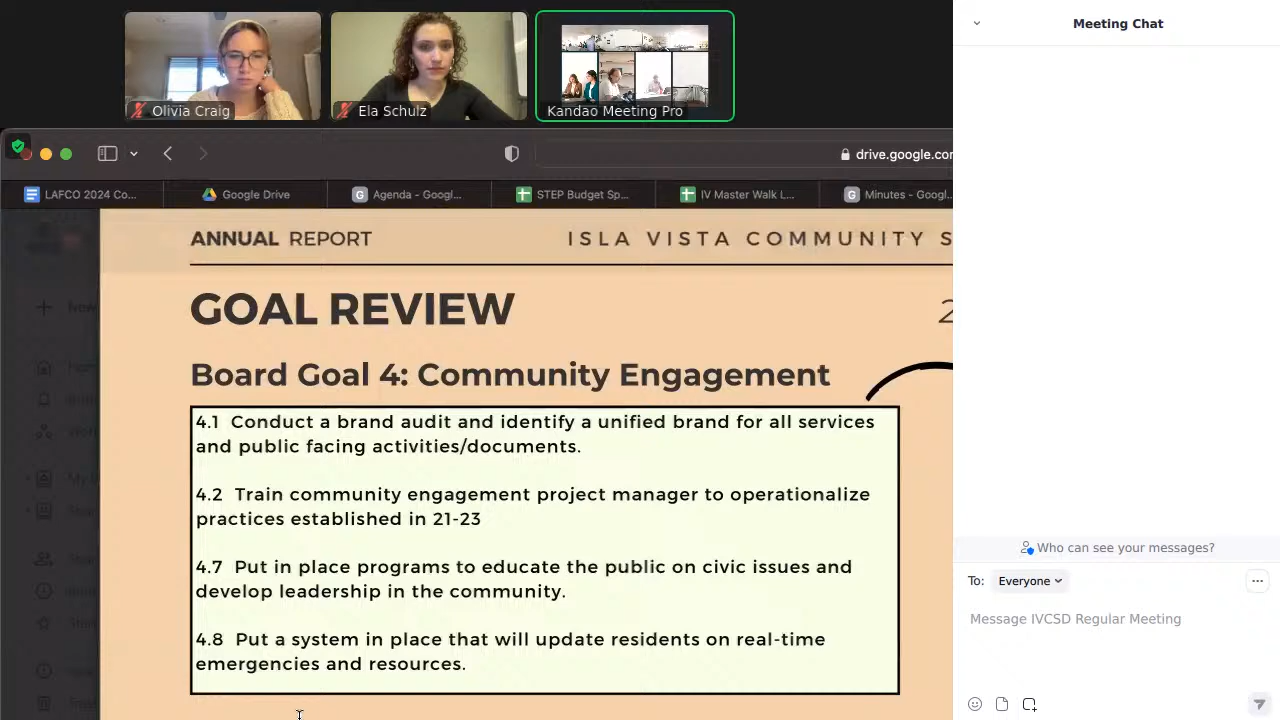 Meeting Chat
Olivia Craig
Ela Schulz
Kandao Meeting Pro
drive.google.com
LAFCO 2024 Co...
Google Drive
Agenda - Googl...
STEP Budget Sp...
IV Master Walk L...
Minutes - Googl...
ANNUAL REPORT
ISLA VISTA COMMUNITY S
GOAL REVIEW
2
Board Goal 4: Community Engagement
4.1 Conduct a brand audit and identify a unified brand for all services
and public facing activities/documents.
4.2 Train community engagement project manager to operationalize
practices established in 21-23
4.7 Put in place programs to educate the public on civic issues and
develop leadership in the community.
4.8 Put a system in place that will update residents on real-time
emergencies and resources.
New
Who can see your messages?
To: Everyone
Message IVCSD Regular Meeting